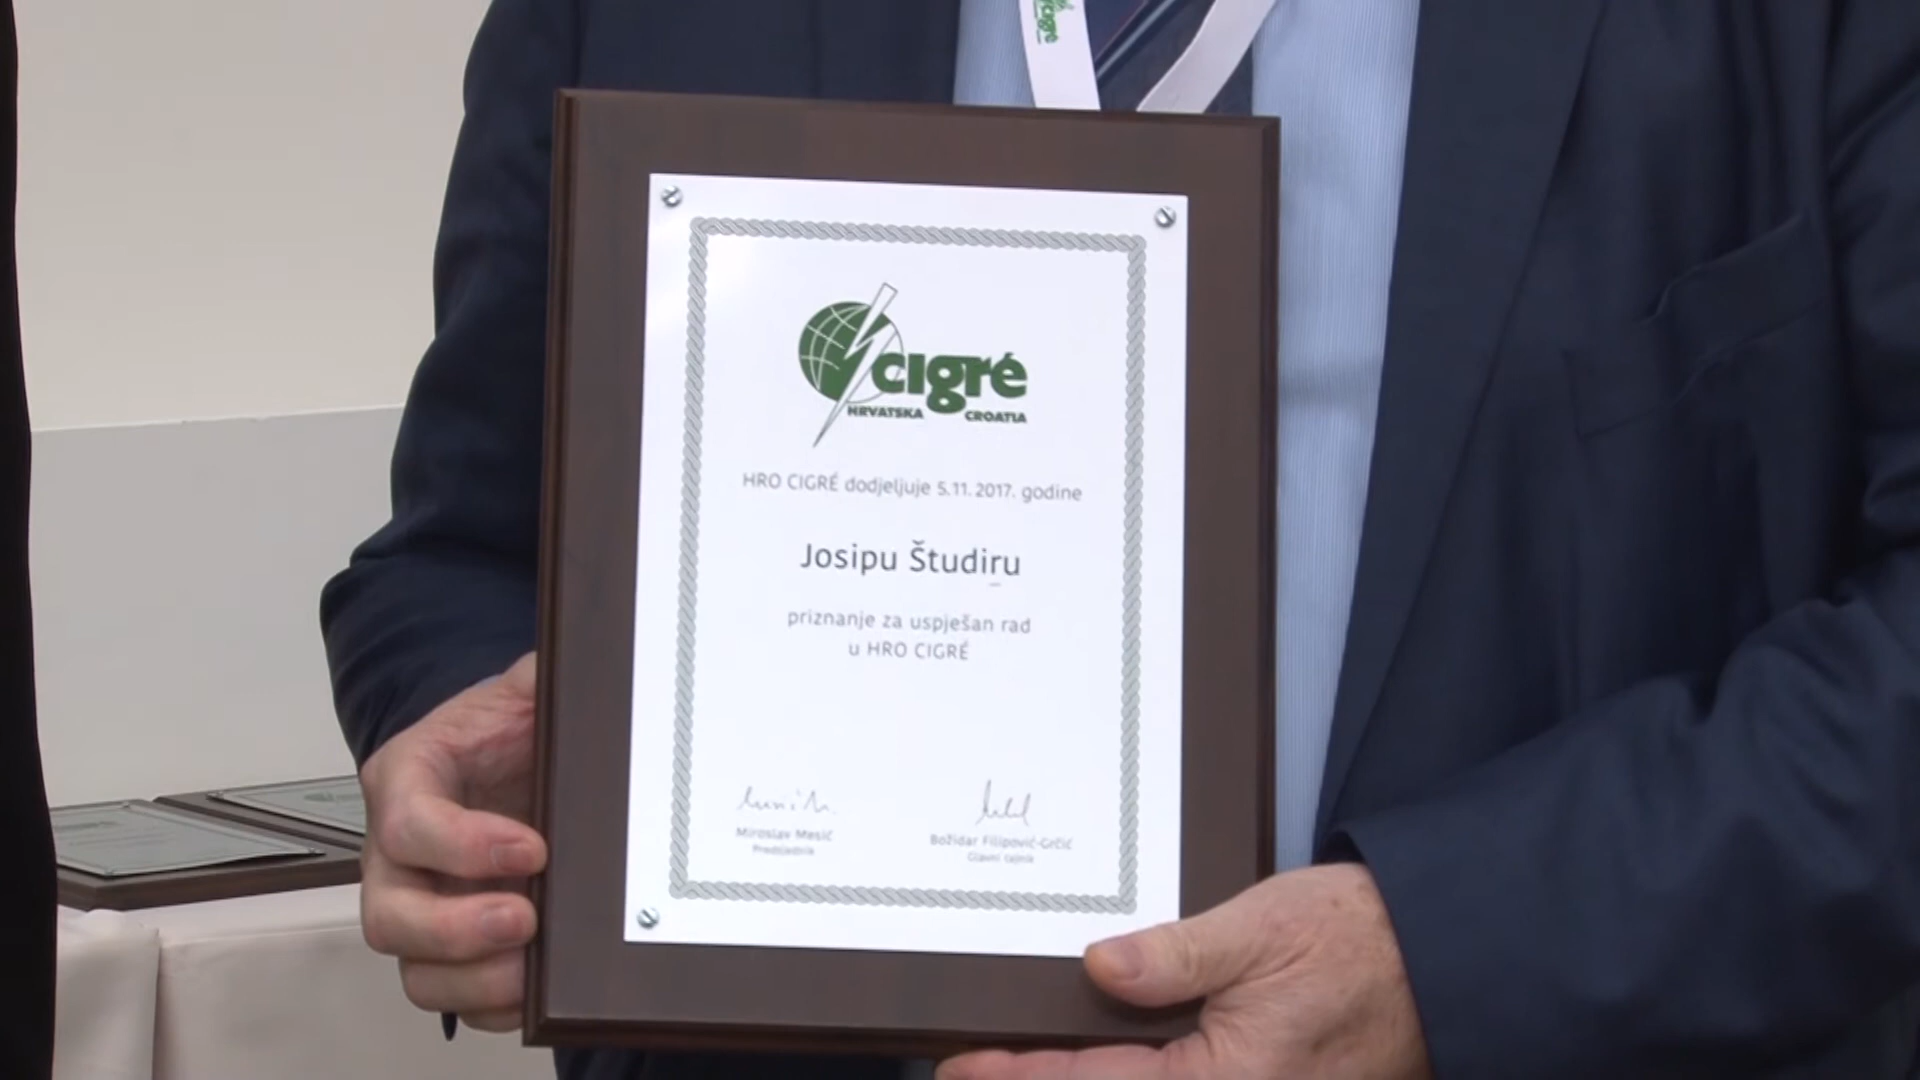 cigré
cigré
HRVATSKA CROATIA
HRO CIGRÉ dodjeljuje 5.11.2017. godine
Josipu Študiru
priznanje za uspješan rad
u HRO CIGRÉ
Miroslav Mesić
Predsjednik
Božidar Filipović-Grčić
Glavni tajnik